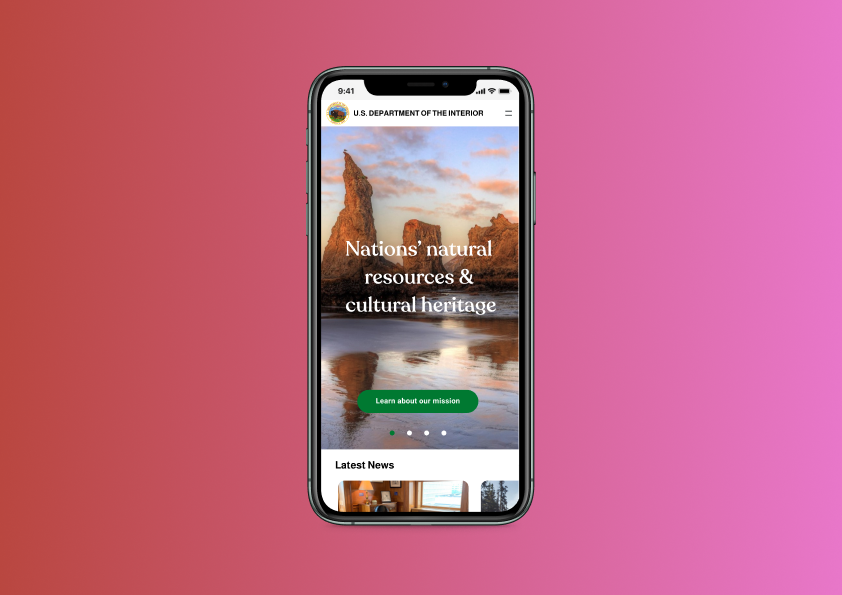 9:41
U.S. DEPARTMENT OF THE INTERIOR
Nations’ natural
resources &
cultural heritage
Learn about our mission
Latest News